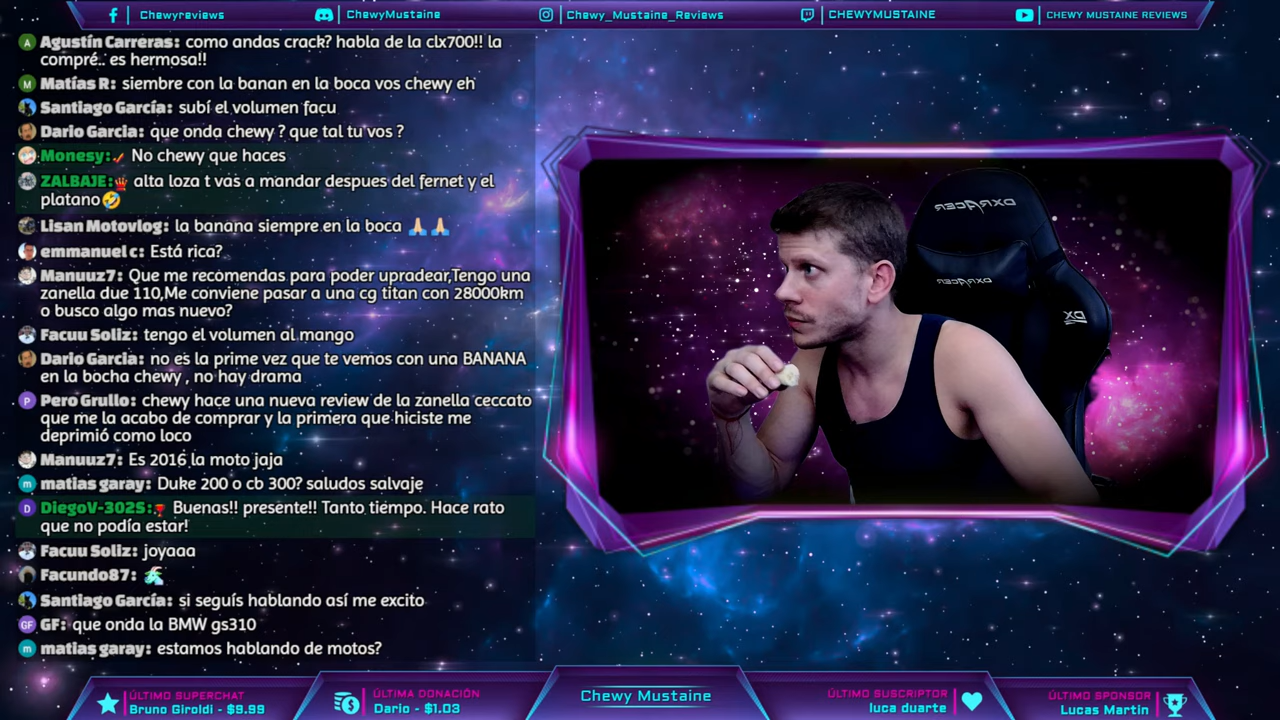 Chewyreviews
ChewyMustaine
Chewy_Mustaine_Reviews
CHEWYMUSTAINE
CHEWY MUSTAINE REVIEWS
A Agustín Carreras: como andas crack? habla de la clx700!! la
compré.. es hermosa!!
M Matías R: siembre con la banan en la boca vos chewy eh
Santiago García: subí el volumen facu
Dario Garcia: que onda chewy ? que tal tu vos ?
Monesy: No chewy que haces
ZALBAJE: alta loza t vas a mandar despues del fernet y el
platano🤣
Lisan Motovlog: la banana siempre en la boca 🙏🙏
emmanuel c: Está rica?
Manuuz7: Que me recomendas para poder upradear,Tengo una
zanella due 110,Me conviene pasar a una cg titan con 28000km
o busco algo mas nuevo?
Facuu Soliz: tengo el volumen al mango
Dario Garcia: no es la prime vez que te vemos con una BANANA
en la bocha chewy , no hay drama
P Pero Grullo: chewy hace una nueva review de la zanella ceccato
que me la acabo de comprar y la primera que hiciste me
deprimió como loco
Manuuz7: Es 2016 la moto jaja
m matias garay: Duke 200 o cb 300? saludos salvaje
D DiegoV-302S: Buenas!! presente!! Tanto tiempo. Hace rato
que no podía estar!
Facuu Soliz: joyaaa
Facundo87:
Santiago García: si seguís hablando así me excito
GF GF: que onda la BMW gs310
m matias garay: estamos hablando de motos?
DXRACER
DXRACER
DX
ÚLTIMO SUPERCHAT
Bruno Giroldi - $9.99
ÚLTIMA DONACIÓN
Dario - $1.03
Chewy Mustaine
ÚLTIMO SUSCRIPTOR
luca duarte
ÚLTIMO SPONSOR
Lucas Martin